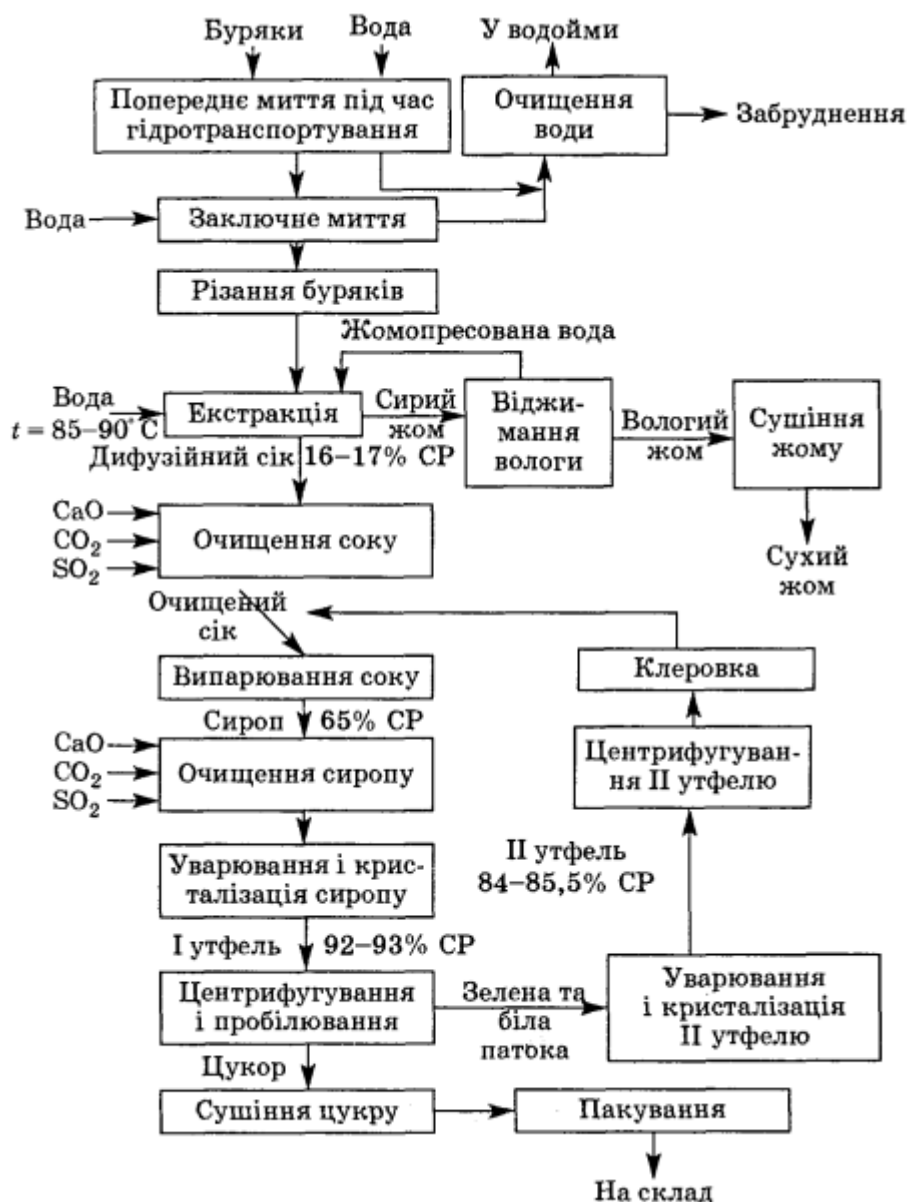 Буряки
Вода
У водойми
Попереднє миття під час
гідротранспортування
Очищення
води
Забруднення
Вода
Заключне миття
Різання буряків
Жомопресована вода
Вода
t = 85–90° C
Екстракція
Сирий
жом
Віджи-
мання
вологи
Вологий
жом
Сушіння
жому
Дифузійний сік 16–17% СР
Сухий
жом
CaO
CO₂
SO₂
Очищення соку
Очищений
сік
Випарювання соку
Клеровка
Сироп 65% СР
CaO
CO₂
SO₂
Очищення сиропу
Центрифугуван-
ня II утфелю
Уварювання і крис-
талізація сиропу
II утфель
84–85,5% СР
I утфель 92–93% СР
Центрифугування
і пробілювання
Зелена та
біла
патока
Уварювання
і кристалізація
II утфелю
Цукор
Сушіння цукру
Пакування
На склад